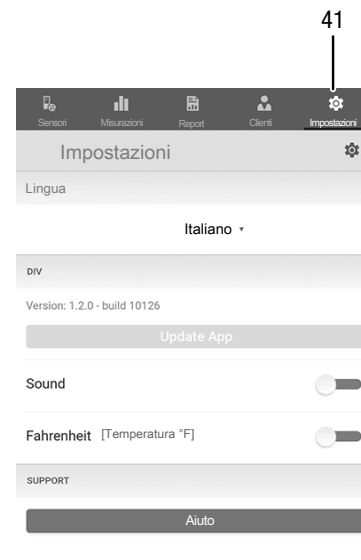 41
Sensori Misurazioni Report Clienti Impostazioni
Impostazioni
Lingua
Italiano
DIV
Version: 1.2.0 - build 10126
Update App
Sound
Fahrenheit [Temperatura °F]
SUPPORT
Aiuto